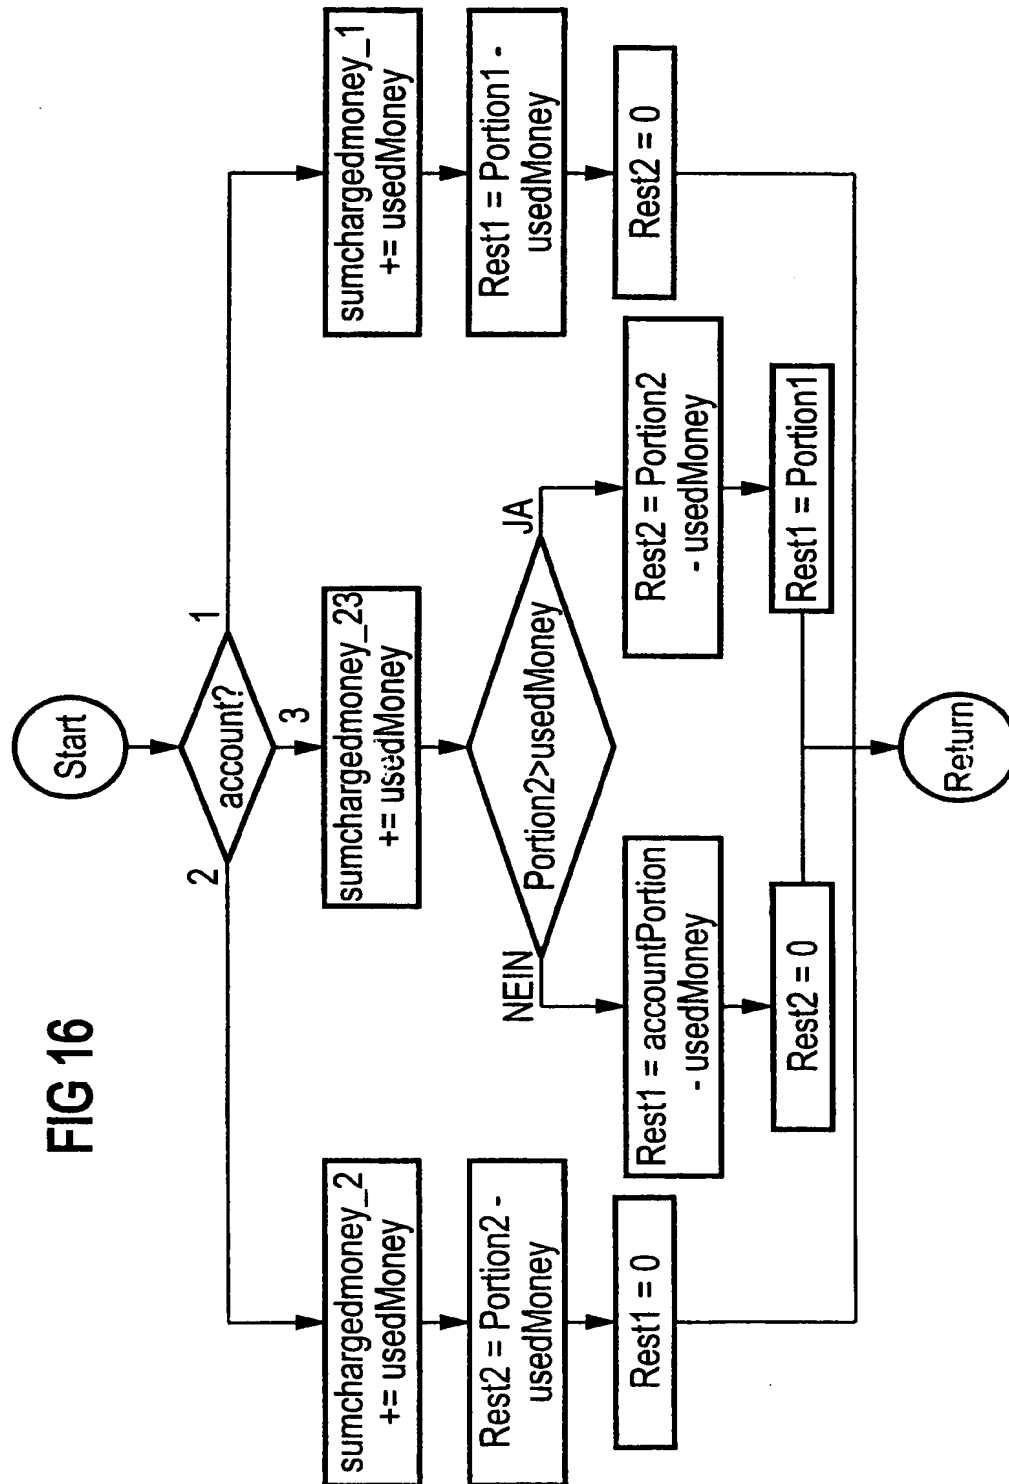 FIG 16
Start
account?
2
3
1
sumchargedmoney_2
+= usedMoney
Rest2 = Portion2 -
usedMoney
Rest1 = 0
sumchargedmoney_23
+= usedMoney
Portion2>usedMoney
NEIN
JA
Rest1 = accountPortion
- usedMoney
Rest2 = 0
Rest2 = Portion2
- usedMoney
Rest1 = Portion1
sumchargedmoney_1
+= usedMoney
Rest1 = Portion1 -
usedMoney
Rest2 = 0
Return